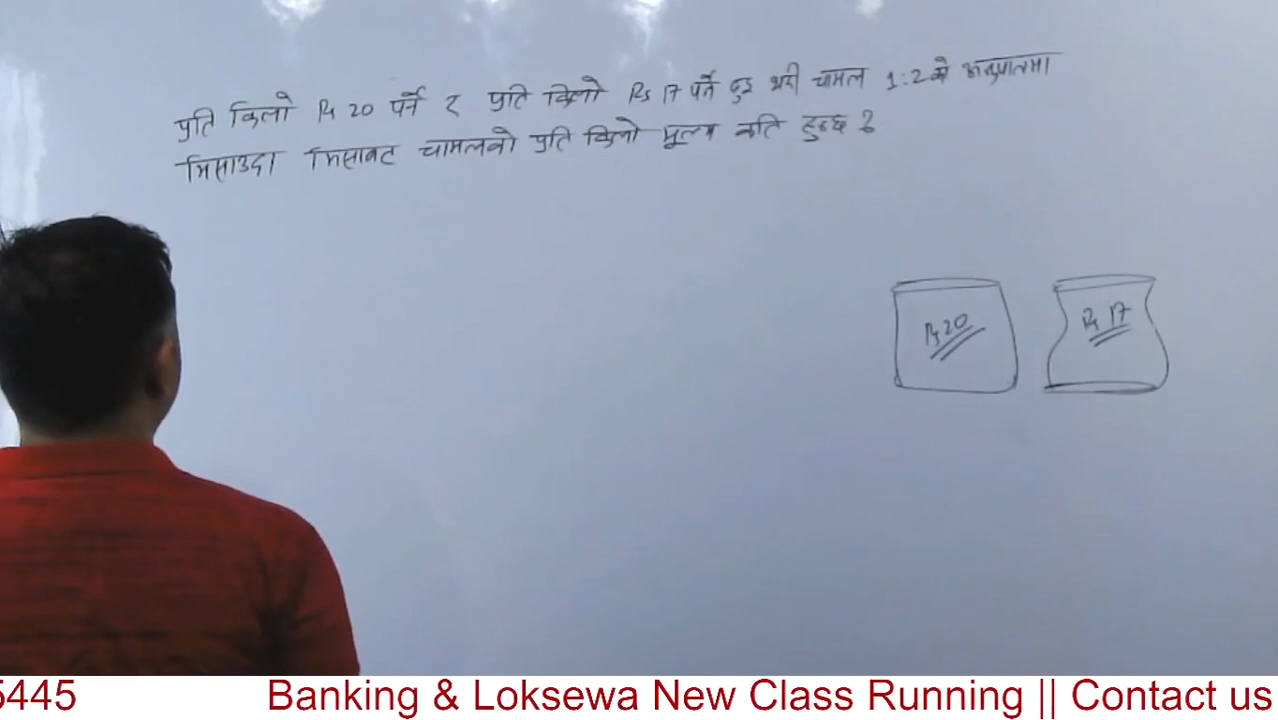 प्रति किलो Rs 20 पर्ने र प्रति किलो Rs 17 पर्ने दुइ थरी चामल 1:2 को अनुपातमा
मिसाउदा मिसावट चामलको प्रति किलो मूल्य कति हुन्छ ?
Rs 20
Rs 17
5445 Banking & Loksewa New Class Running || Contact us